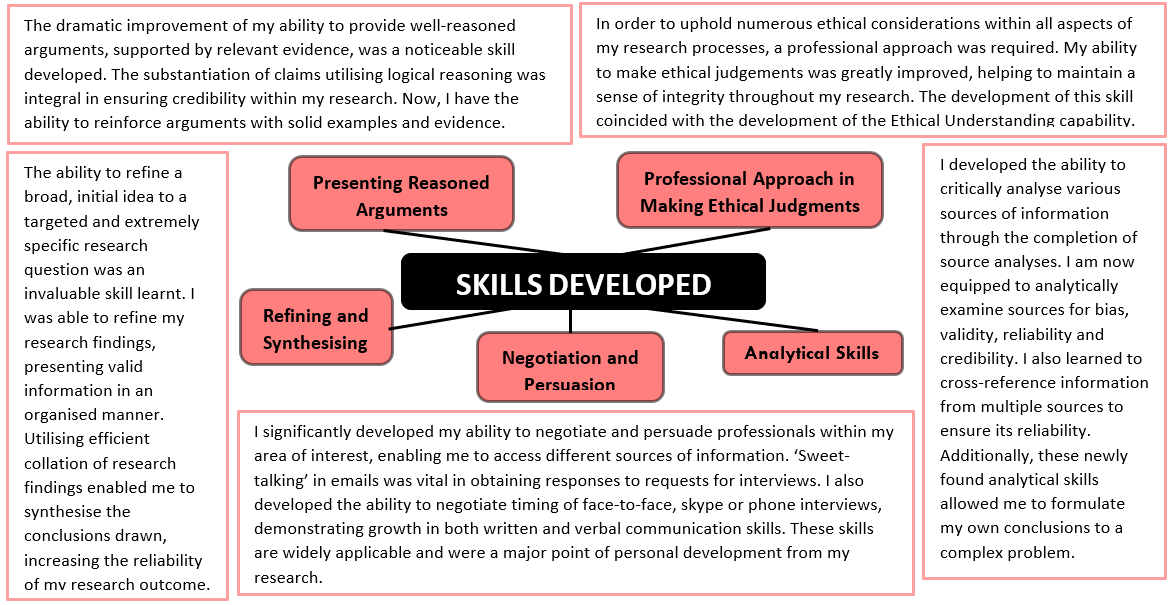 The dramatic improvement of my ability to provide well-reasoned
arguments, supported by relevant evidence, was a noticeable skill
developed. The substantiation of claims utilising logical reasoning was
integral in ensuring credibility within my research. Now, I have the
ability to reinforce arguments with solid examples and evidence.
In order to uphold numerous ethical considerations within all aspects of
my research processes, a professional approach was required. My ability
to make ethical judgements was greatly improved, helping to maintain a
sense of integrity throughout my research. The development of this skill
coincided with the development of the Ethical Understanding capability.
The ability to refine a
broad, initial idea to a
targeted and extremely
specific research
question was an
invaluable skill learnt. I
was able to refine my
research findings,
presenting valid
information in an
organised manner.
Utilising efficient
collation of research
findings enabled me to
synthesise the
conclusions drawn,
increasing the reliability
of my research outcome.
Presenting Reasoned
Arguments
Professional Approach in
Making Ethical Judgments
SKILLS DEVELOPED
Refining and
Synthesising
Negotiation and
Persuasion
Analytical Skills
I developed the ability to
critically analyse various
sources of information
through the completion of
source analyses. I am now
equipped to analytically
examine sources for bias,
validity, reliability and
credibility. I also learned to
cross-reference information
from multiple sources to
ensure its reliability.
Additionally, these newly
found analytical skills
allowed me to formulate
my own conclusions to a
complex problem.
I significantly developed my ability to negotiate and persuade professionals within my
area of interest, enabling me to access different sources of information. ‘Sweet-
talking’ in emails was vital in obtaining responses to requests for interviews. I also
developed the ability to negotiate timing of face-to-face, skype or phone interviews,
demonstrating growth in both written and verbal communication skills. These skills
are widely applicable and were a major point of personal development from my
research.